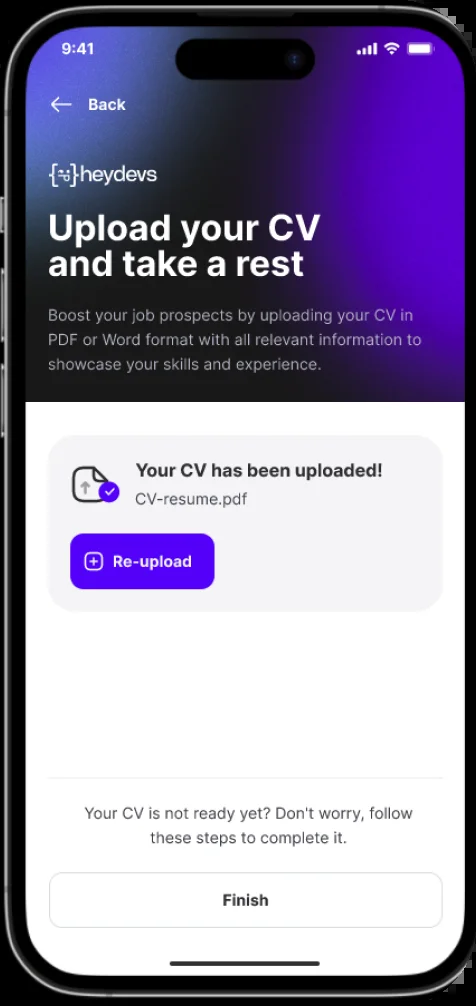 9:41
Back
{··}heydevs
Upload your CV
and take a rest
Boost your job prospects by uploading your CV in
PDF or Word format with all relevant information to
showcase your skills and experience.
Your CV has been uploaded!
CV-resume.pdf
Re-upload
Your CV is not ready yet? Don't worry, follow
these steps to complete it.
Finish